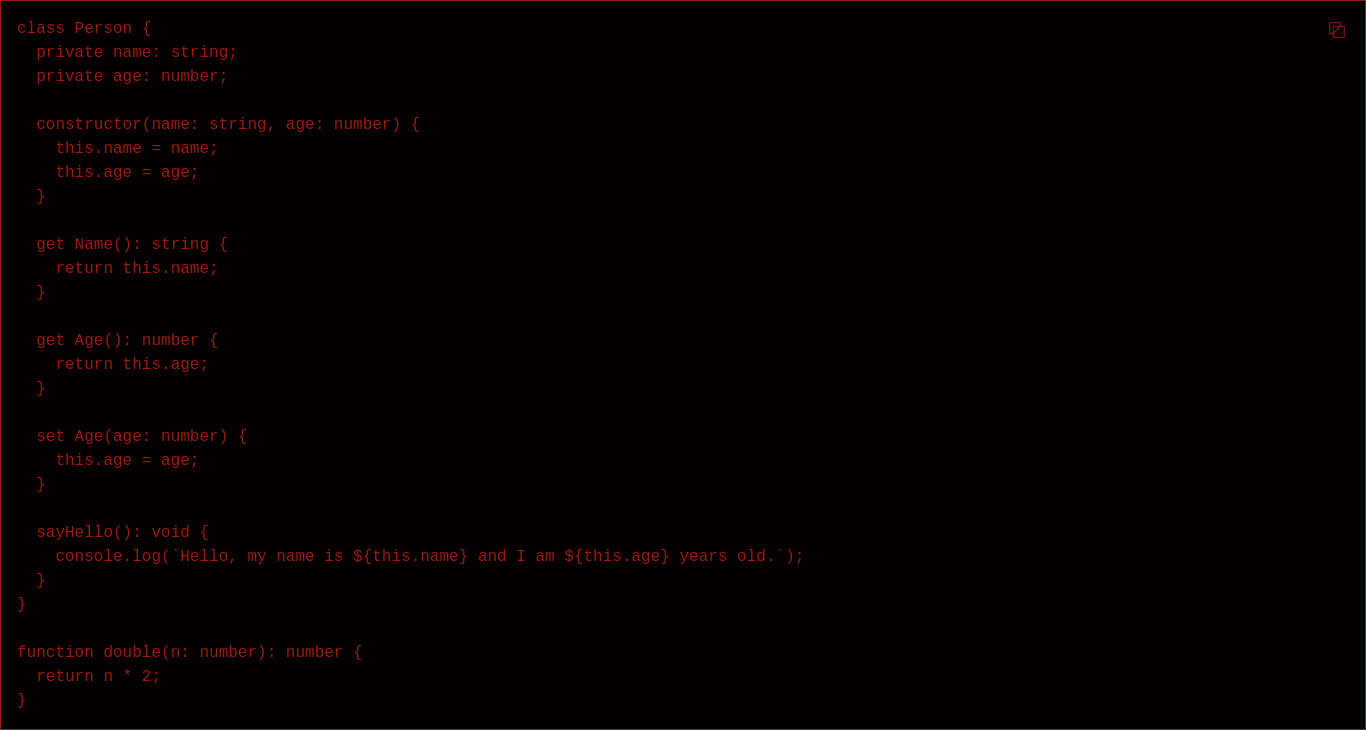 class Person {
  private name: string;
  private age: number;

  constructor(name: string, age: number) {
    this.name = name;
    this.age = age;
  }

  get Name(): string {
    return this.name;
  }

  get Age(): number {
    return this.age;
  }

  set Age(age: number) {
    this.age = age;
  }

  sayHello(): void {
    console.log(`Hello, my name is ${this.name} and I am ${this.age} years old.`);
  }
}

function double(n: number): number {
  return n * 2;
}